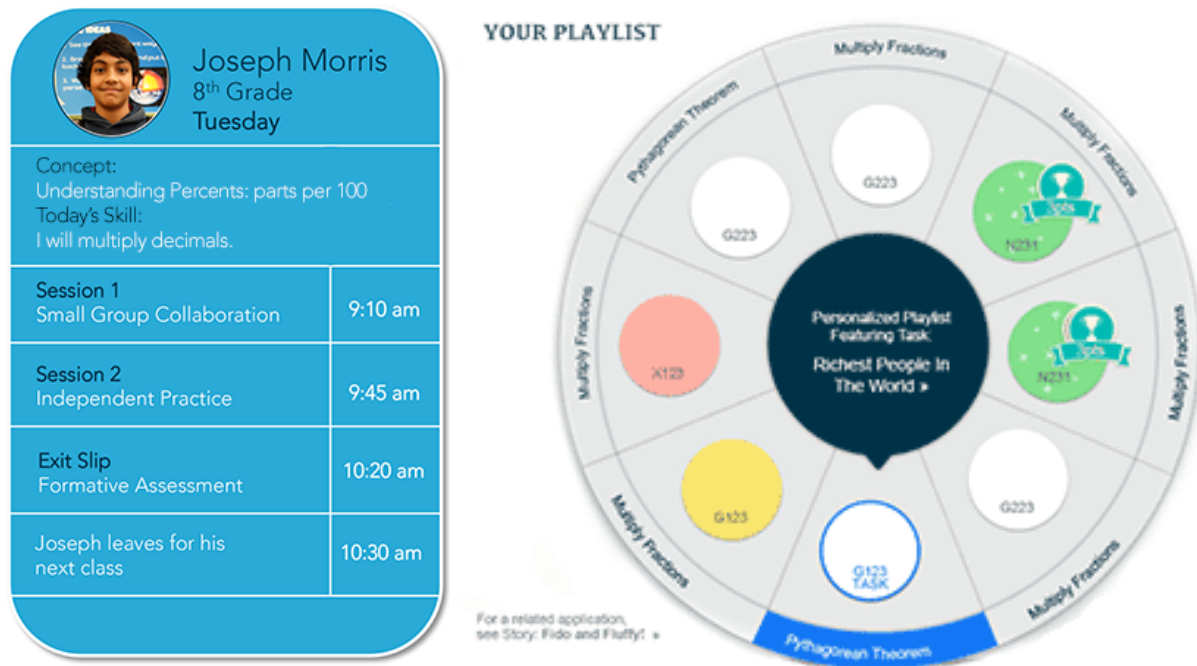 IDEAS
Joseph Morris
8th Grade
Tuesday
Concept:
Understanding Percents: parts per 100
Today's Skill:
I will multiply decimals.
Session 1
Small Group Collaboration
9:10 am
Session 2
Independent Practice
9:45 am
Exit Slip
Formative Assessment
10:20 am
Joseph leaves for his
next class
10:30 am
YOUR PLAYLIST
Multiply Fractions
G223
Multiply Fractions
3pts
N231
Multiply Fractions
3pts
N231
Multiply Fractions
G223
Pythagorean Theorem
G123
TASK
Multiply Fractions
G123
Multiply Fractions
X123
Pythagorean Theorem
G223
Personalized Playlist
Featuring Task:
Richest People In
The World »
For a related application,
see Story: Fido and Fluffy! »